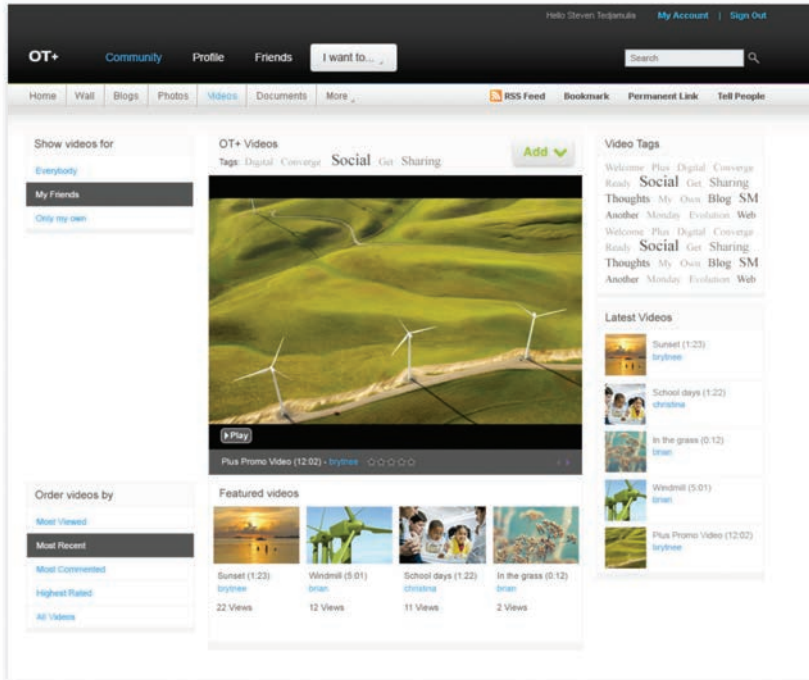 Hello Steven Tedjamulia My Account | Sign Out
OT+ Community Profile Friends I want to... Search
Home Wall Blogs Photos Videos Documents More RSS Feed Bookmark Permanent Link Tell People
Show videos for
Everybody
My Friends
Only my own
OT+ Videos
Tags: Digital Converge Social Get Sharing
Add
Play
Plus Promo Video (12:02) - brytnee
Video Tags
Welcome Plus Digital Converge
Ready Social Get Sharing
Thoughts My Own Blog SM
Another Monday Evolution Web
Welcome Plus Digital Converge
Ready Social Get Sharing
Thoughts My Own Blog SM
Another Monday Evolution Web
Latest Videos
Sunset (1:23)
brytnee
School days (1:22)
christina
In the grass (0:12)
brian
Windmill (5:01)
brian
Plus Promo Video (12:02)
brytnee
Order videos by
Most Viewed
Most Recent
Most Commented
Highest Rated
All Videos
Featured videos
Sunset (1:23)
brytnee
22 Views
Windmill (5:01)
brian
12 Views
School days (1:22)
christina
11 Views
In the grass (0:12)
brian
2 Views